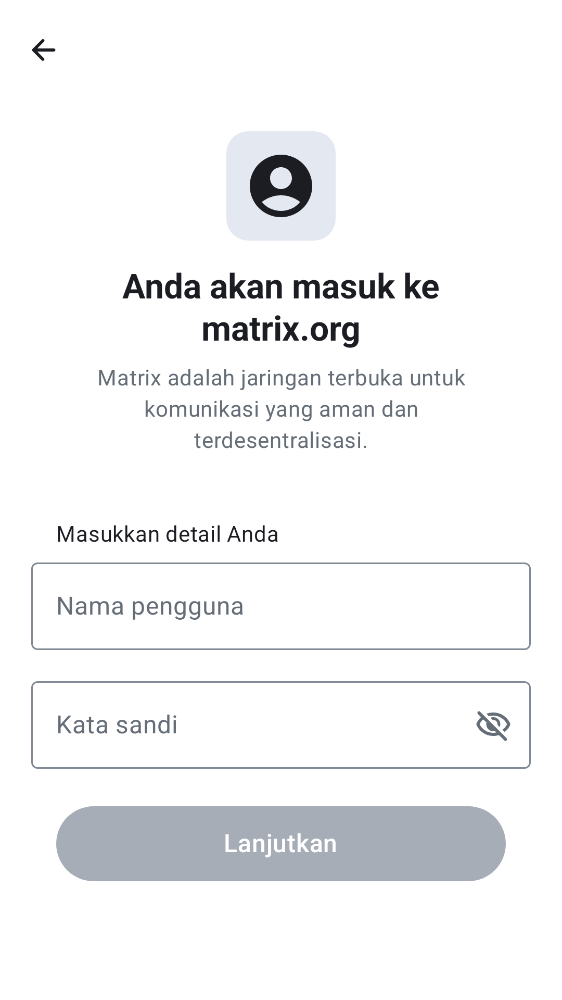 Anda akan masuk ke
matrix.org
Matrix adalah jaringan terbuka untuk
komunikasi yang aman dan
terdesentralisasi.
Masukkan detail Anda
Nama pengguna
Kata sandi
Lanjutkan